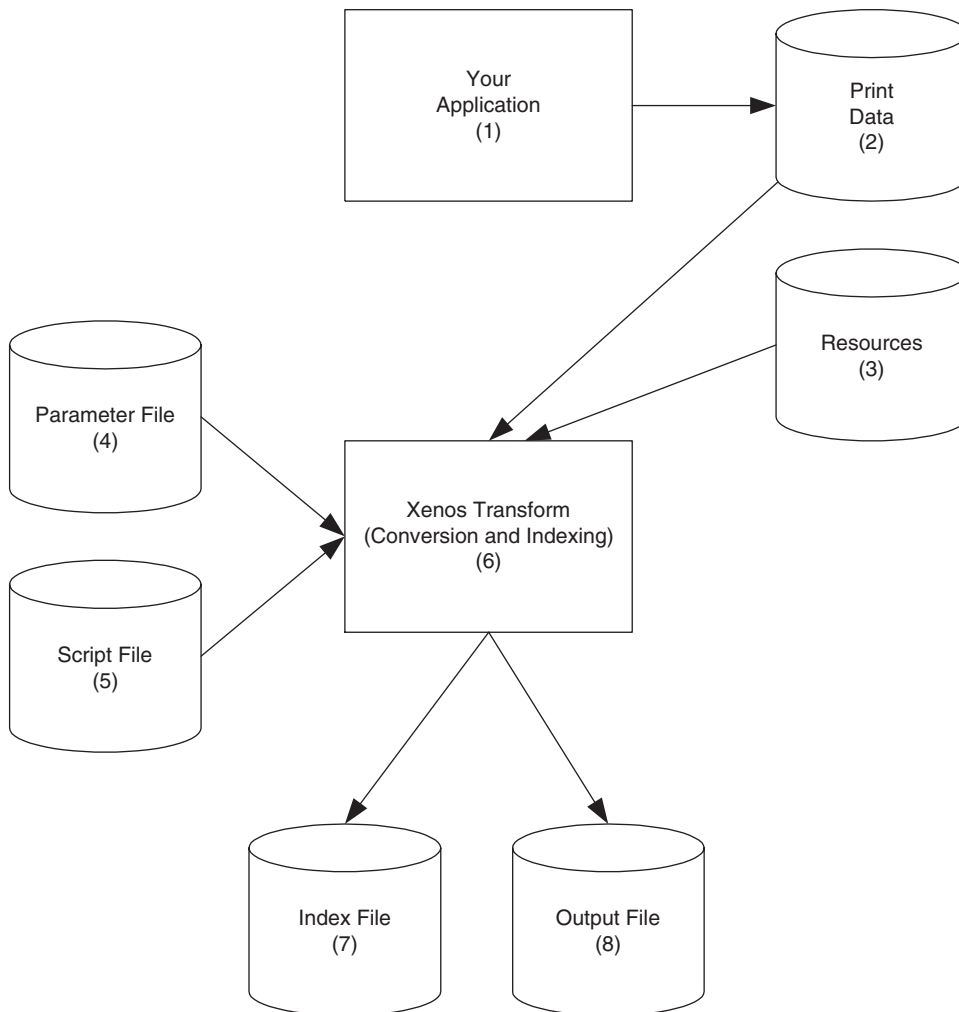 Your
Application
(1)
Print
Data
(2)
Resources
(3)
Parameter File
(4)
Xenos Transform
(Conversion and Indexing)
(6)
Script File
(5)
Index File
(7)
Output File
(8)